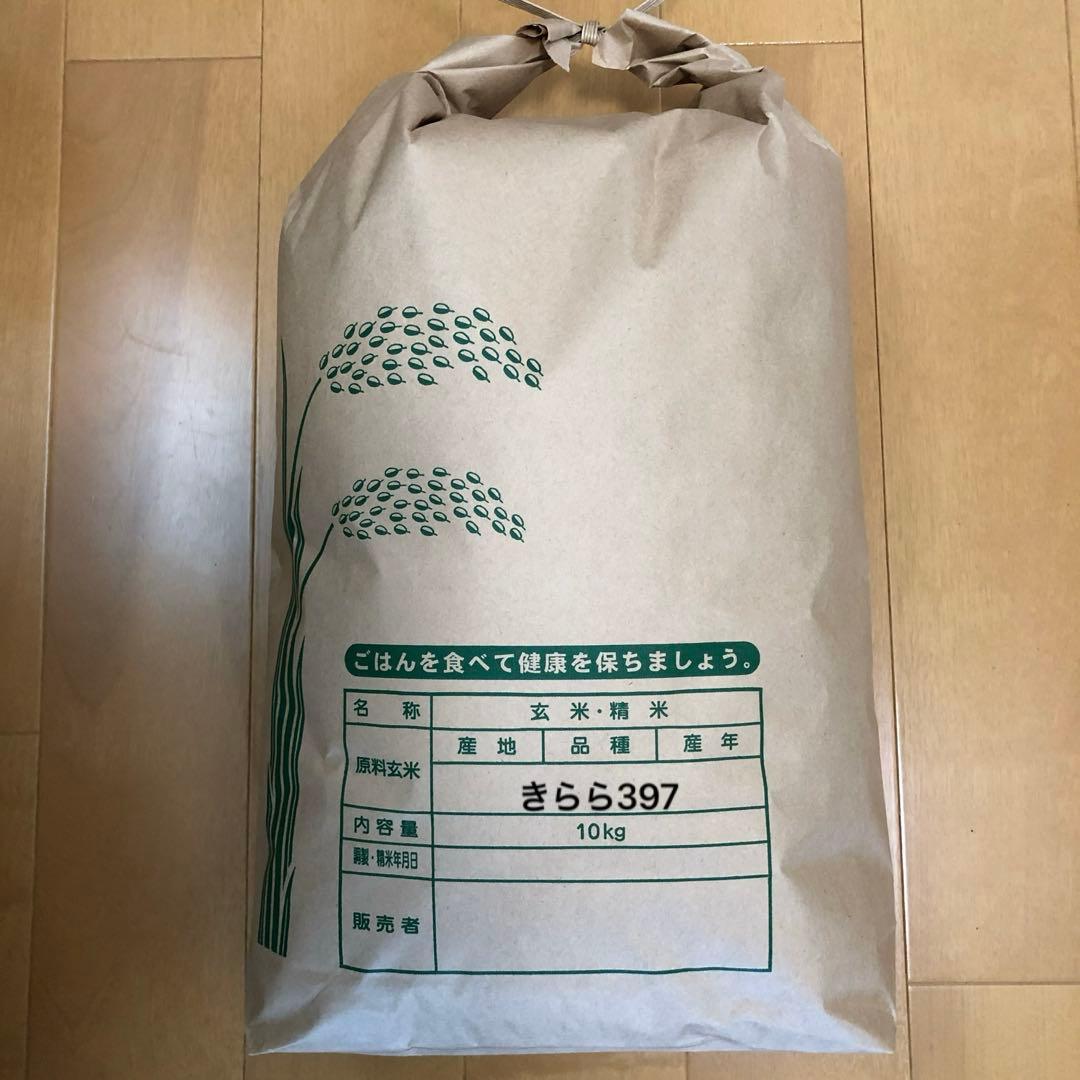 ごはんを食べて健康を保ちましょう。
名称 玄米・精米
原料玄米 産地 品種 産年
きらら397
内容量 10kg
調製・精米年月日
販売者